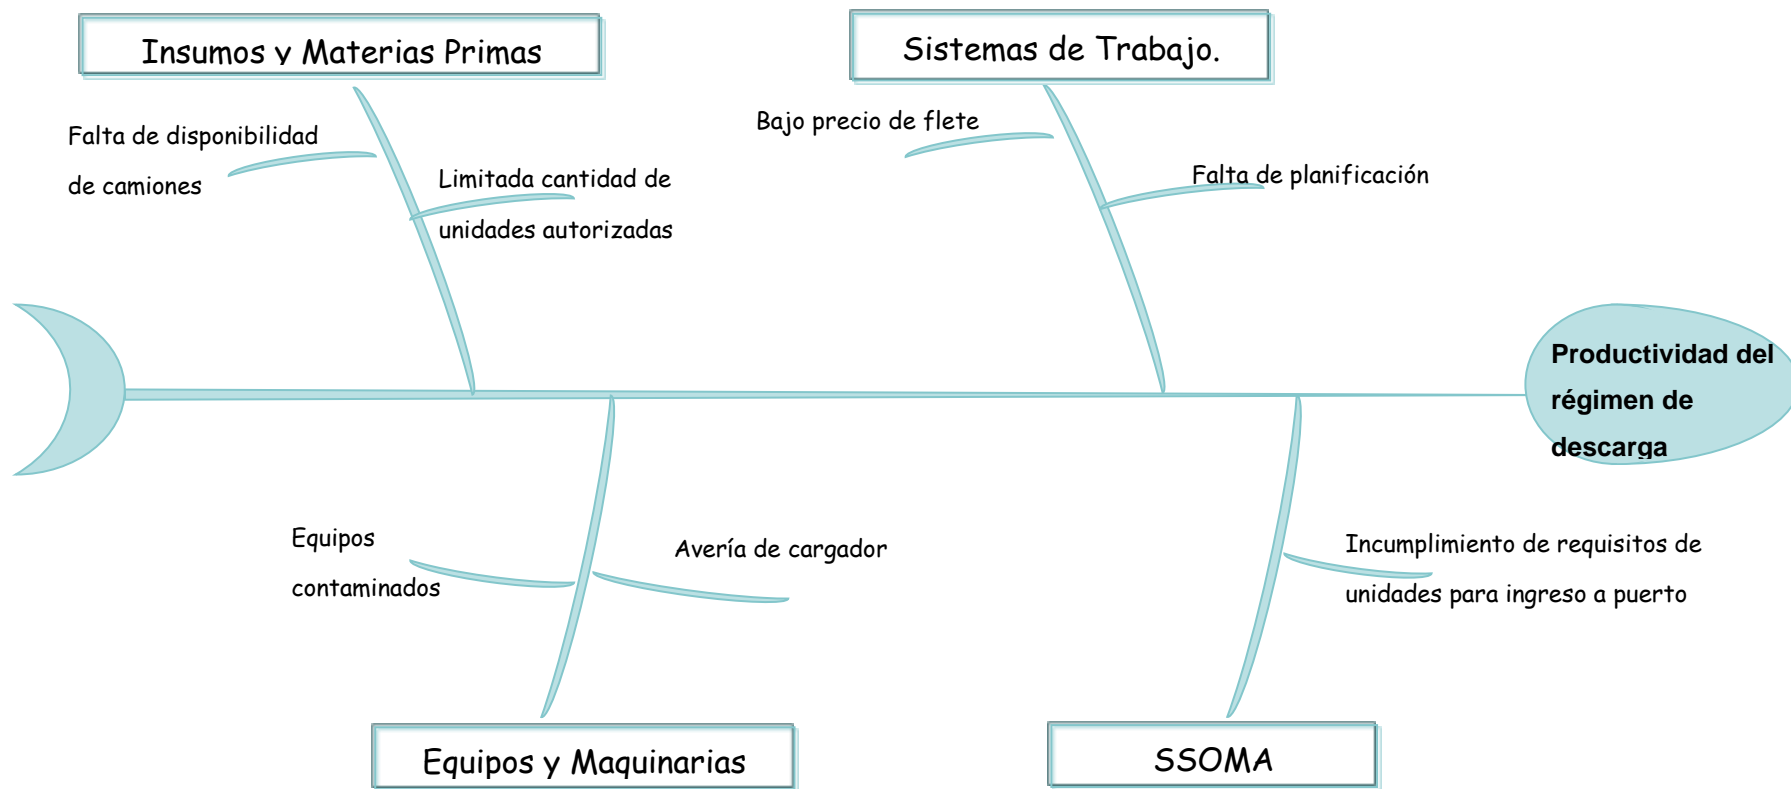 Insumos y Materias Primas
Sistemas de Trabajo.
Falta de disponibilidad
de camiones
Limitada cantidad de
unidades autorizadas
Bajo precio de flete
Falta de planificación
Productividad del
régimen de
descarga
Equipos
contaminados
Avería de cargador
Incumplimiento de requisitos de
unidades para ingreso a puerto
Equipos y Maquinarias
SSOMA